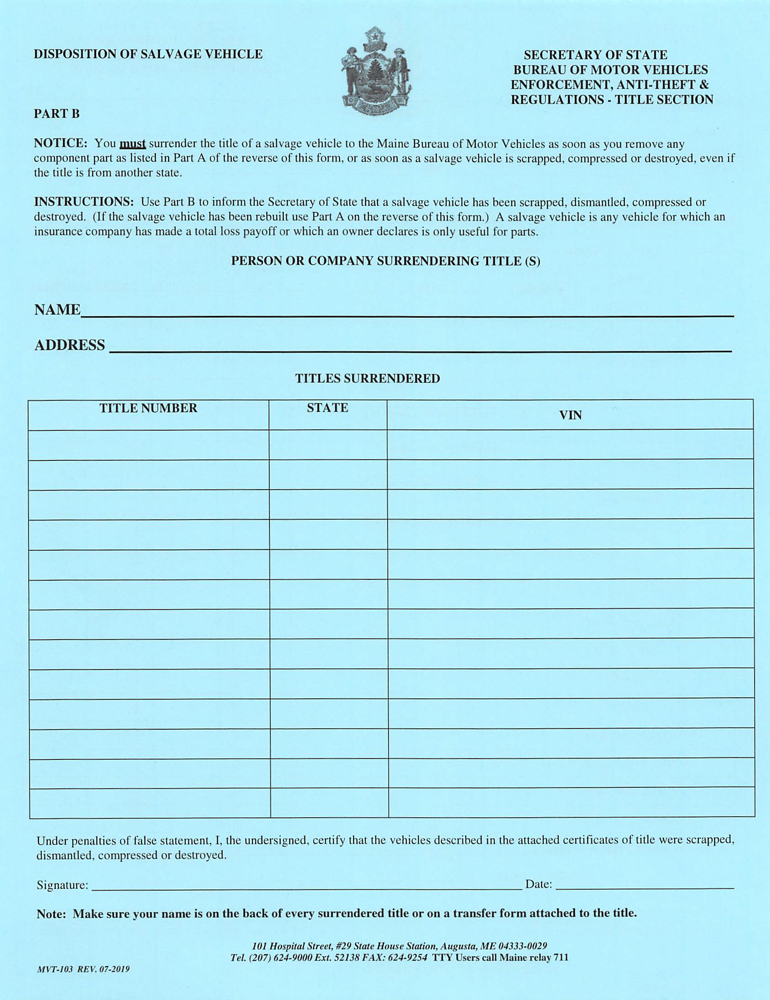 DISPOSITION OF SALVAGE VEHICLE
SECRETARY OF STATE
BUREAU OF MOTOR VEHICLES
ENFORCEMENT, ANTI-THEFT &
REGULATIONS - TITLE SECTION
PART B
NOTICE: You must surrender the title of a salvage vehicle to the Maine Bureau of Motor Vehicles as soon as you remove any
component part as listed in Part A of the reverse of this form, or as soon as a salvage vehicle is scrapped, compressed or destroyed, even if
the title is from another state.
INSTRUCTIONS: Use Part B to inform the Secretary of State that a salvage vehicle has been scrapped, dismantled, compressed or
destroyed. (If the salvage vehicle has been rebuilt use Part A on the reverse of this form.) A salvage vehicle is any vehicle for which an
insurance company has made a total loss payoff or which an owner declares is only useful for parts.
PERSON OR COMPANY SURRENDERING TITLE (S)
NAME
ADDRESS
TITLES SURRENDERED
TITLE NUMBER STATE VIN
Under penalties of false statement, I, the undersigned, certify that the vehicles described in the attached certificates of title were scrapped,
dismantled, compressed or destroyed.
Signature: Date:
Note: Make sure your name is on the back of every surrendered title or on a transfer form attached to the title.
101 Hospital Street, #29 State House Station, Augusta, ME 04333-0029
Tel. (207) 624-9000 Ext. 52138 FAX: 624-9254 TTY Users call Maine relay 711
MVT-103 REV. 07-2019